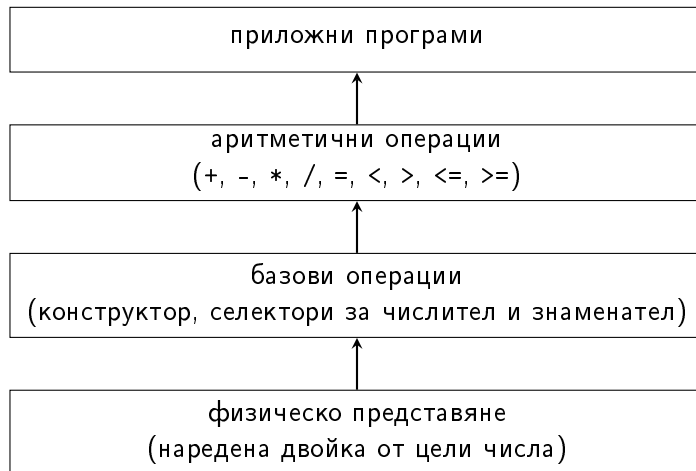 приложни програми
аритметични операции
(+, -, *, /, =, <, >, <=, >=)
базови операции
(конструктор, селектори за числител и знаменател)
физическо представяне
(наредена двойка от цели числа)